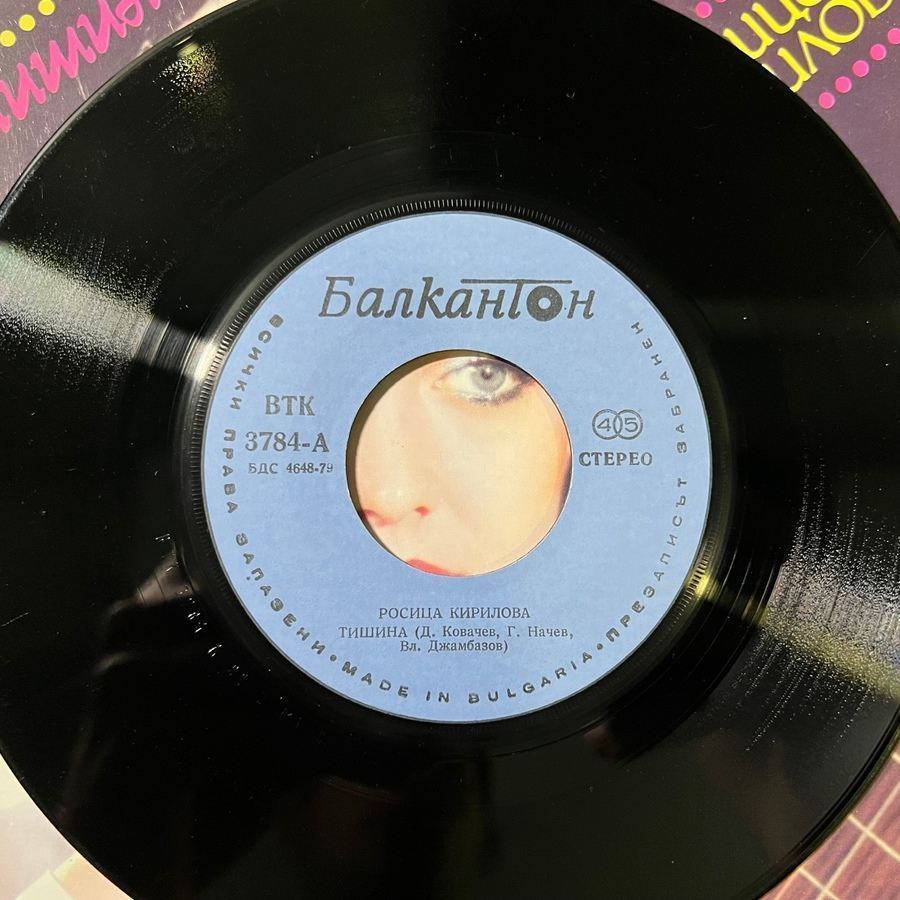 Балкантон
ВТК
3784-А
БДС 4648-79
45
СТЕРЕО
РОСИЦА КИРИЛОВА
ТИШИНА (Д. Ковачев, Г. Начев,
Вл. Джамбазов)
ВСИЧКИ ПРАВА ЗАПАЗЕНИ • MADE IN BULGARIA • ПРЕЗАПИСЪТ ЗАБРАНЕН